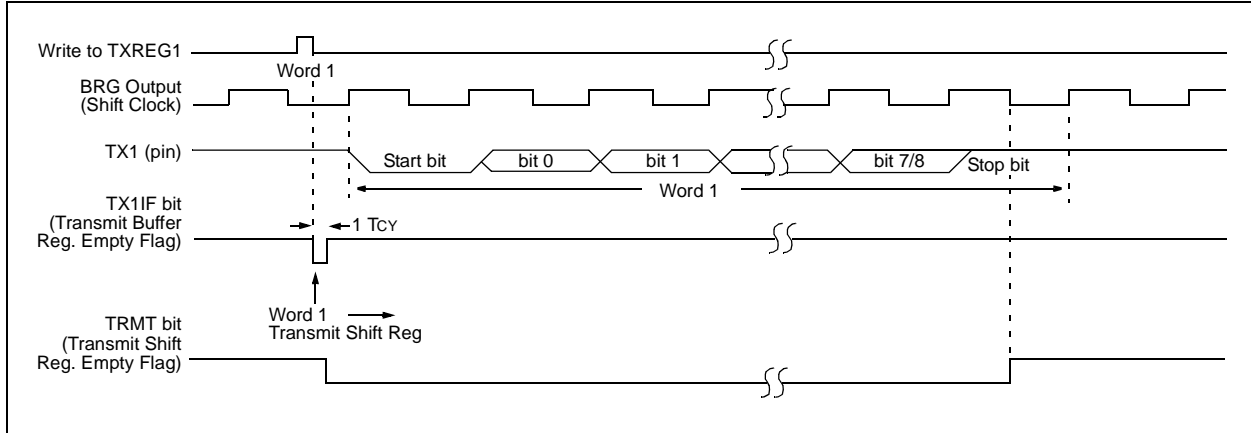 Write to TXREG1
Word 1
BRG Output
(Shift Clock)
TX1 (pin)
Start bit
bit 0
bit 1
bit 7/8
Stop bit
Word 1
TX1IF bit
(Transmit Buffer
Reg. Empty Flag)
1 TCY
Word 1
Transmit Shift Reg
TRMT bit
(Transmit Shift
Reg. Empty Flag)